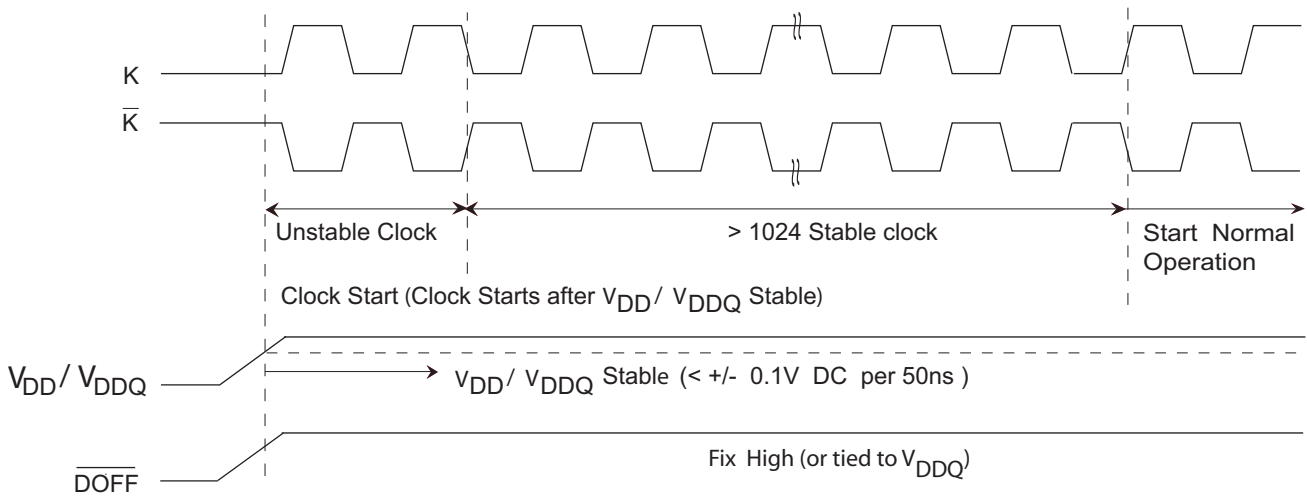 K
K̅
Unstable Clock
> 1024 Stable clock
Start Normal
Operation
Clock Start (Clock Starts after VDD / VDDQ Stable)
VDD / VDDQ
VDD / VDDQ Stable (< +/- 0.1V DC per 50ns )
Fix High (or tied to VDDQ)
D̅O̅F̅F̅